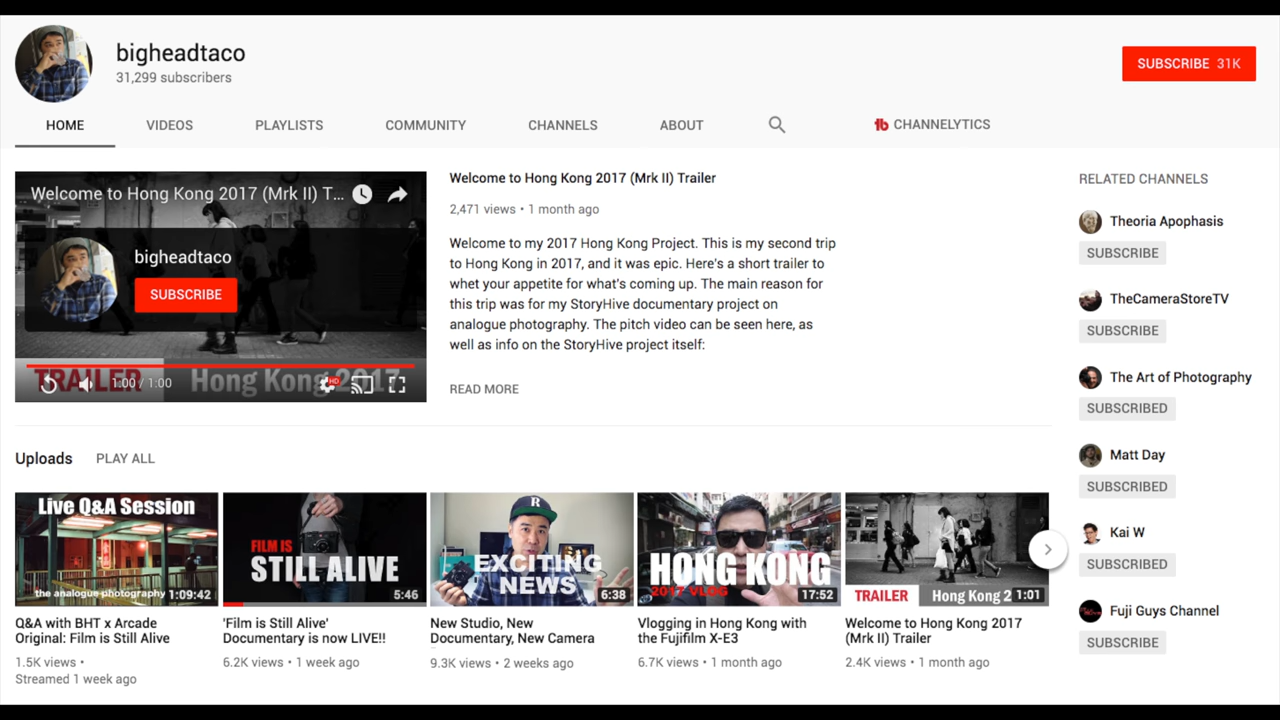 bigheadtaco
31,299 subscribers
SUBSCRIBE 31K
HOME
VIDEOS
PLAYLISTS
COMMUNITY
CHANNELS
ABOUT
CHANNELYTICS
Welcome to Hong Kong 2017 (Mrk II) T...
bigheadtaco
SUBSCRIBE
TRAILER
Hong Kong 2017
1:00 / 1:00
HD
Welcome to Hong Kong 2017 (Mrk II) Trailer
2,471 views • 1 month ago
Welcome to my 2017 Hong Kong Project. This is my second trip
to Hong Kong in 2017, and it was epic. Here's a short trailer to
whet your appetite for what's coming up. The main reason for
this trip was for my StoryHive documentary project on
analogue photography. The pitch video can be seen here, as
well as info on the StoryHive project itself:
READ MORE
RELATED CHANNELS
Theoria Apophasis
SUBSCRIBE
TheCameraStoreTV
SUBSCRIBE
The Art of Photography
SUBSCRIBED
Matt Day
SUBSCRIBED
Kai W
SUBSCRIBED
Fuji Guys Channel
SUBSCRIBE
Uploads
PLAY ALL
Live Q&A Session
the analogue photography
1:09:42
Q&A with BHT x Arcade
Original: Film is Still Alive
1.5K views •
Streamed 1 week ago
FILM IS
STILL ALIVE
5:46
'Film is Still Alive'
Documentary is now LIVE!!
6.2K views • 1 week ago
R
EXCITING
NEWS
6:38
New Studio, New
Documentary, New Camera
9.3K views • 2 weeks ago
HONG KONG
2017 VLOG
17:52
Vlogging in Hong Kong with
the Fujifilm X-E3
6.7K views • 1 month ago
TRAILER
Hong Kong 2
1:01
Welcome to Hong Kong 2017
(Mrk II) Trailer
2.4K views • 1 month ago